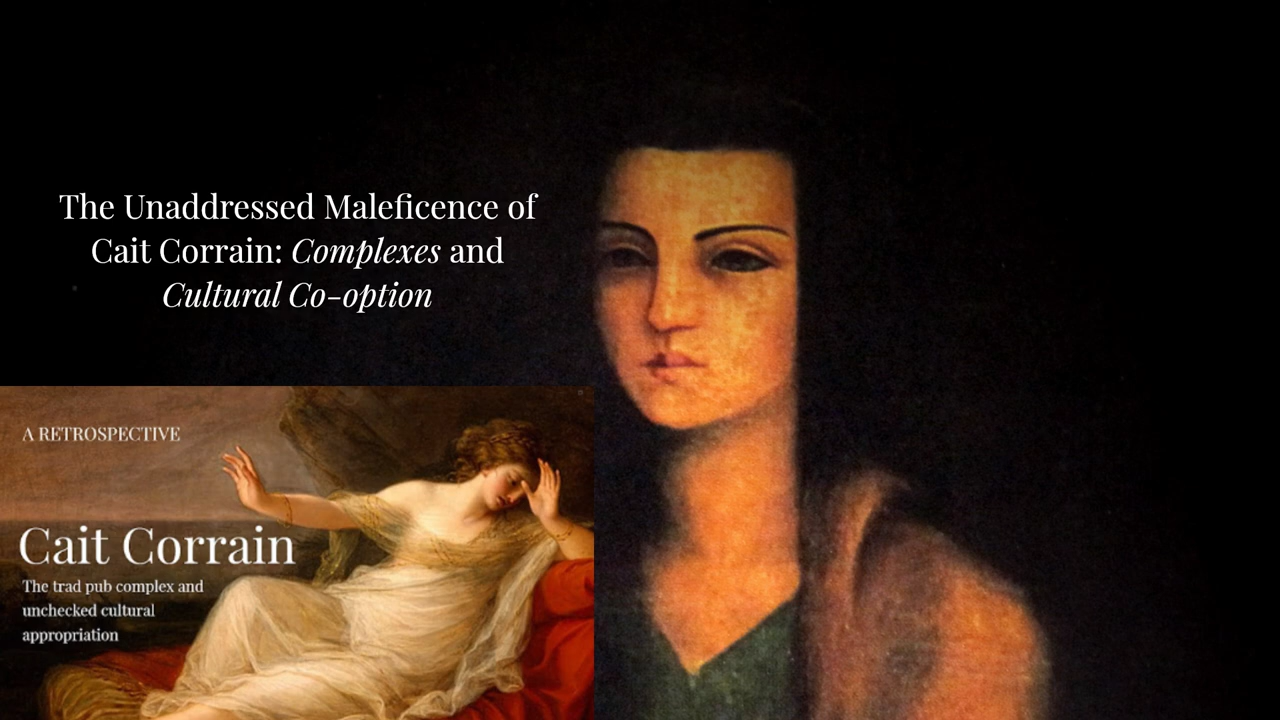 The Unaddressed Maleficence of
Cait Corrain: Complexes and
Cultural Co-option
A RETROSPECTIVE
Cait Corrain
The trad pub complex and
unchecked cultural
appropriation